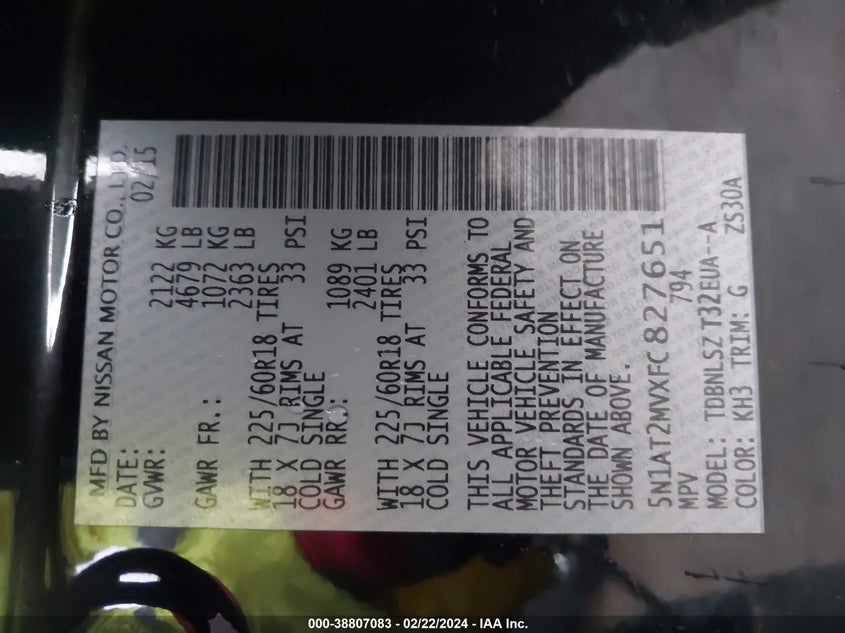 MFD BY NISSAN MOTOR CO., LTD.
DATE: 02/15
GVWR: 2122 KG
4679 LB
GAWR FR.: 1072 KG
2363 LB
WITH 225/60R18 TIRES
18 X 7J RIMS AT 33 PSI
COLD SINGLE
GAWR RR.: 1089 KG
2401 LB
WITH 225/60R18 TIRES
18 X 7J RIMS AT 33 PSI
COLD SINGLE
THIS VEHICLE CONFORMS TO
ALL APPLICABLE FEDERAL
MOTOR VEHICLE SAFETY AND
THEFT PREVENTION
STANDARDS IN EFFECT ON
THE DATE OF MANUFACTURE
SHOWN ABOVE.
5N1AT2MVXFC827651
MPV 794
MODEL: TDBNLSZ T32EUA--A
COLOR: KH3 TRIM: G ZS30A
000-38807083 - 02/22/2024 - IAA Inc.